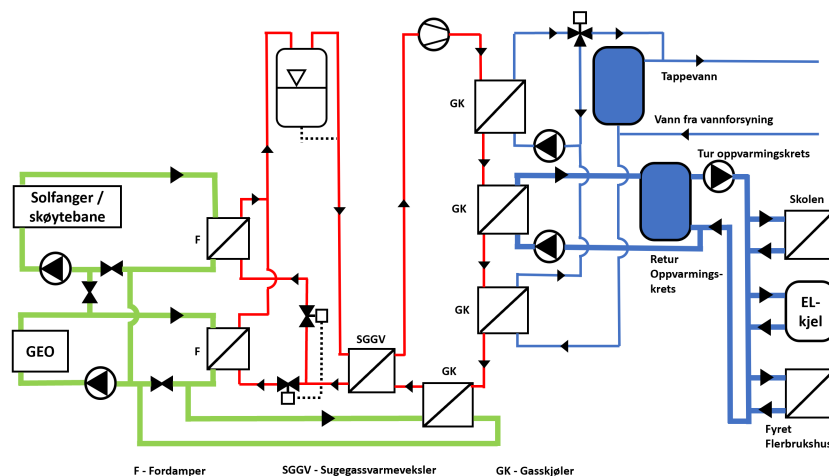 Tappevann
GK
Vann fra vannforsyning
Tur oppvarmingskrets
Solfanger /
skøytebane
Skolen
GK
F
Retur
Oppvarmings-
krets
GK
EL-
kjel
GEO
F
SGGV
GK
Fyret
Flerbrukshus
F - Fordamper
SGGV - Sugegassvarmeveksler
GK - Gasskjøler